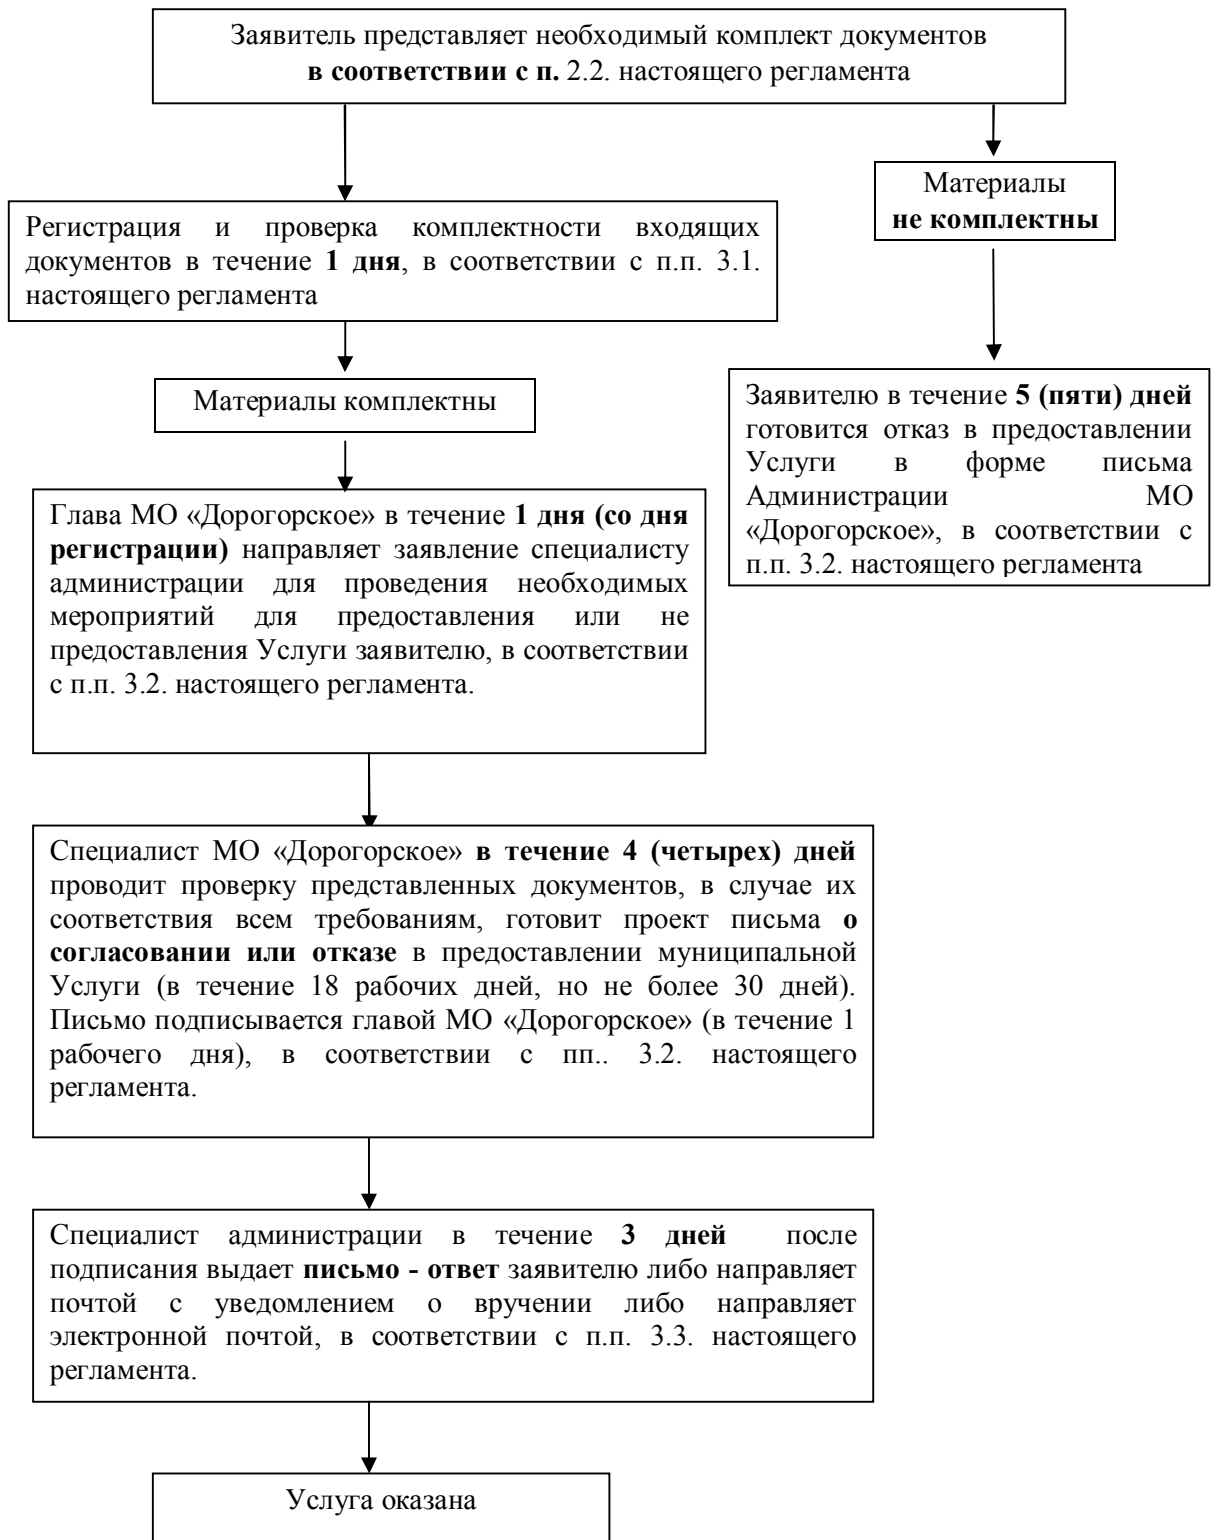 Заявитель представляет необходимый комплект документов
в соответствии с п. 2.2. настоящего регламента
Материалы
не комплектны
Регистрация и проверка комплектности входящих
документов в течение 1 дня, в соответствии с п.п. 3.1.
настоящего регламента
Материалы комплектны
Заявителю в течение 5 (пяти) дней
готовится отказ в предоставлении
Услуги в форме письма
Администрации МО
«Дорогорское», в соответствии с
п.п. 3.2. настоящего регламента
Глава МО «Дорогорское» в течение 1 дня (со дня
регистрации) направляет заявление специалисту
администрации для проведения необходимых
мероприятий для предоставления или не
предоставления Услуги заявителю, в соответствии
с п.п. 3.2. настоящего регламента.
Специалист МО «Дорогорское» в течение 4 (четырех) дней
проводит проверку представленных документов, в случае их
соответствия всем требованиям, готовит проект письма о
согласовании или отказе в предоставлении муниципальной
Услуги (в течение 18 рабочих дней, но не более 30 дней).
Письмо подписывается главой МО «Дорогорское» (в течение 1
рабочего дня), в соответствии с пп.. 3.2. настоящего
регламента.
Специалист администрации в течение 3 дней после
подписания выдает письмо - ответ заявителю либо направляет
почтой с уведомлением о вручении либо направляет
электронной почтой, в соответствии с п.п. 3.3. настоящего
регламента.
Услуга оказана